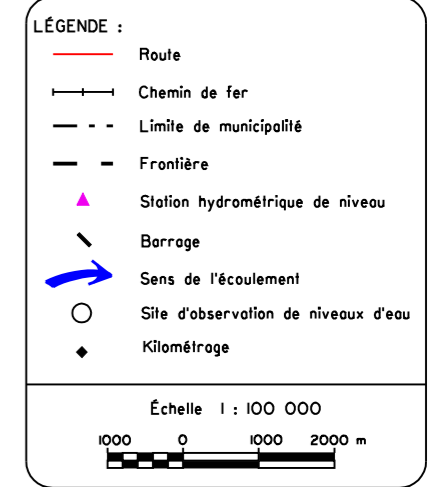 LÉGENDE :
Route
Chemin de fer
Limite de municipalité
Frontière
Station hydrométrique de niveau
Barrage
Sens de l'écoulement
Site d'observation de niveaux d'eau
Kilométrage
Échelle 1 : 100 000
1000 0 1000 2000 m